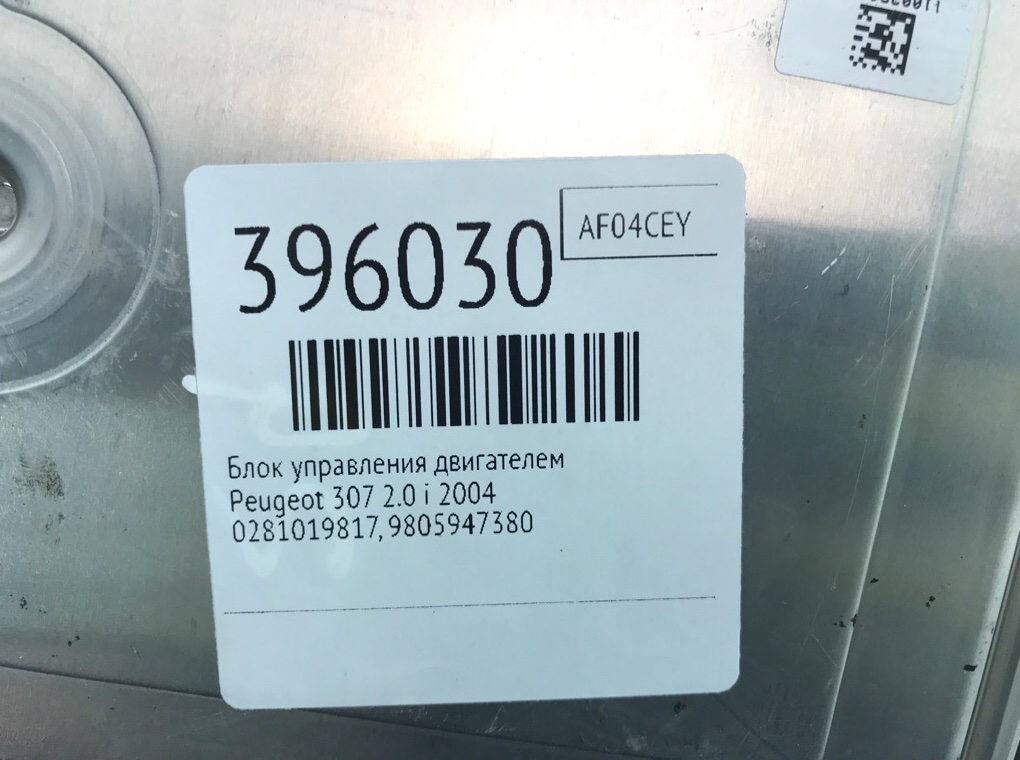 396030
AF04CEY
Блок управления двигателем
Peugeot 307 2.0 i 2004
0281019817, 9805947380